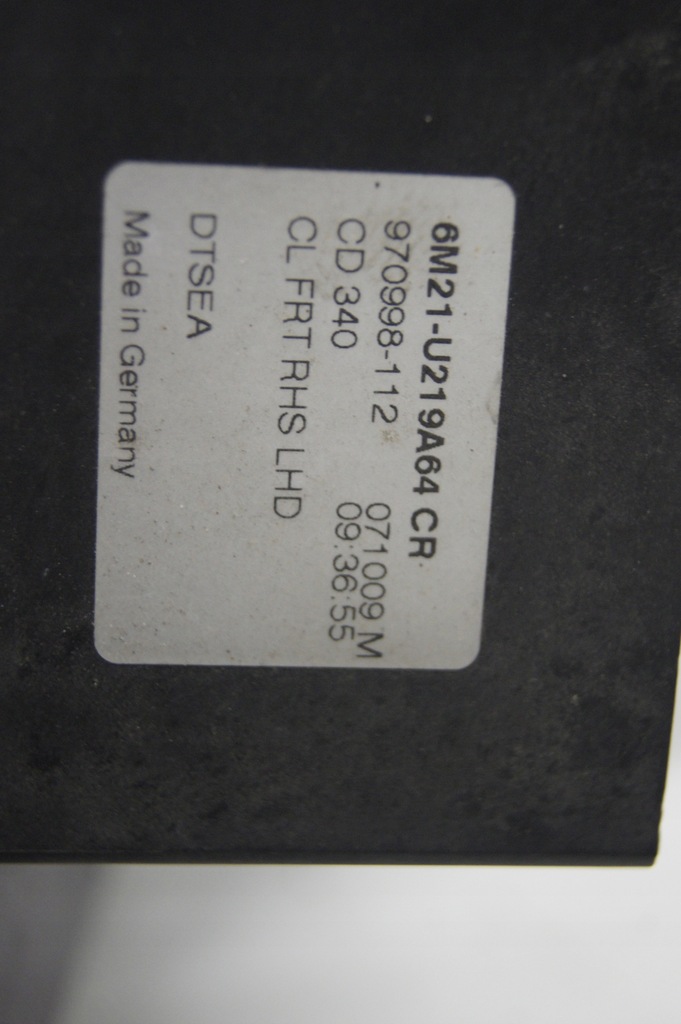 6M21-U219A64 CR
970998-112 071009 M
CD 340 09:36:55
CL FRT RHS LHD
DTSEA
Made in Germany